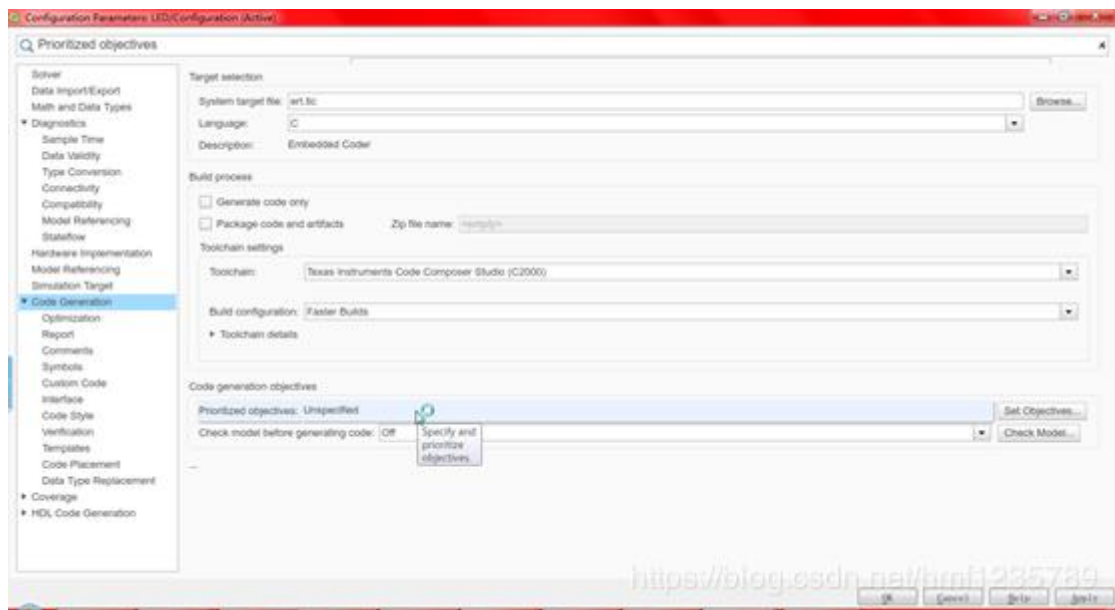 Configuration Parameters: LED/Configuration (Active)
Prioritized objectives
Solver
Data Import/Export
Math and Data Types
Diagnostics
Sample Time
Data Validity
Type Conversion
Connectivity
Compatibility
Model Referencing
Stateflow
Hardware Implementation
Model Referencing
Simulation Target
Code Generation
Optimization
Report
Comments
Symbols
Custom Code
Interface
Code Style
Verification
Templates
Code Placement
Data Type Replacement
Coverage
HDL Code Generation
Target selection
System target file: ert.tlc Browse...
Language: C
Description: Embedded Coder
Build process
Generate code only
Package code and artifacts Zip file name: <empty>
Toolchain settings
Toolchain: Texas Instruments Code Composer Studio (C2000)
Build configuration: Faster Builds
Toolchain details
Code generation objectives
Prioritized objectives: Unspecified Set Objectives...
Check model before generating code: Off Check Model...
Specify and
prioritize
objectives.
...
https://blog.csdn.net/hmf1235789
OK Cancel Help Apply